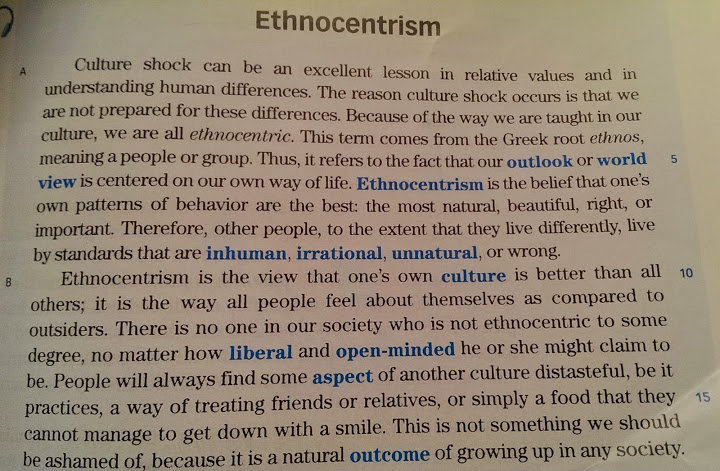 Ethnocentrism
A Culture shock can be an excellent lesson in relative values and in
understanding human differences. The reason culture shock occurs is that we
are not prepared for these differences. Because of the way we are taught in our
culture, we are all ethnocentric. This term comes from the Greek root ethnos,
meaning a people or group. Thus, it refers to the fact that our outlook or world 5
view is centered on our own way of life. Ethnocentrism is the belief that one's
own patterns of behavior are the best: the most natural, beautiful, right, or
important. Therefore, other people, to the extent that they live differently, live
by standards that are inhuman, irrational, unnatural, or wrong.
B Ethnocentrism is the view that one's own culture is better than all 10
others; it is the way all people feel about themselves as compared to
outsiders. There is no one in our society who is not ethnocentric to some
degree, no matter how liberal and open-minded he or she might claim to
be. People will always find some aspect of another culture distasteful, be it
practices, a way of treating friends or relatives, or simply a food that they 15
cannot manage to get down with a smile. This is not something we should
be ashamed of, because it is a natural outcome of growing up in any society.